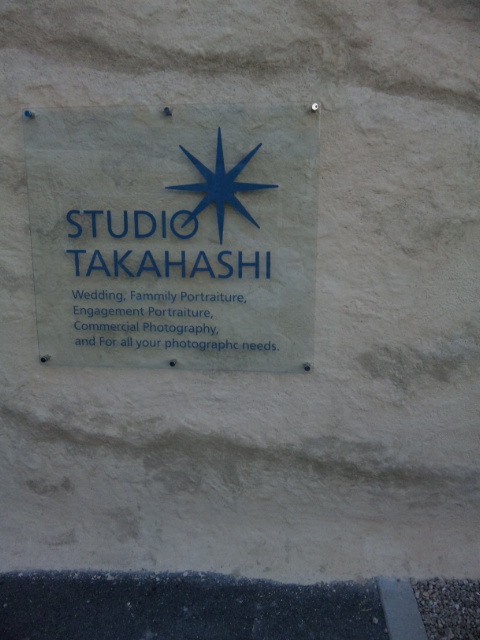 STUDIO
TAKAHASHI
Wedding, Fammily Portraiture,
Engagement Portraiture,
Commercial Photography,
and For all your photographc needs.